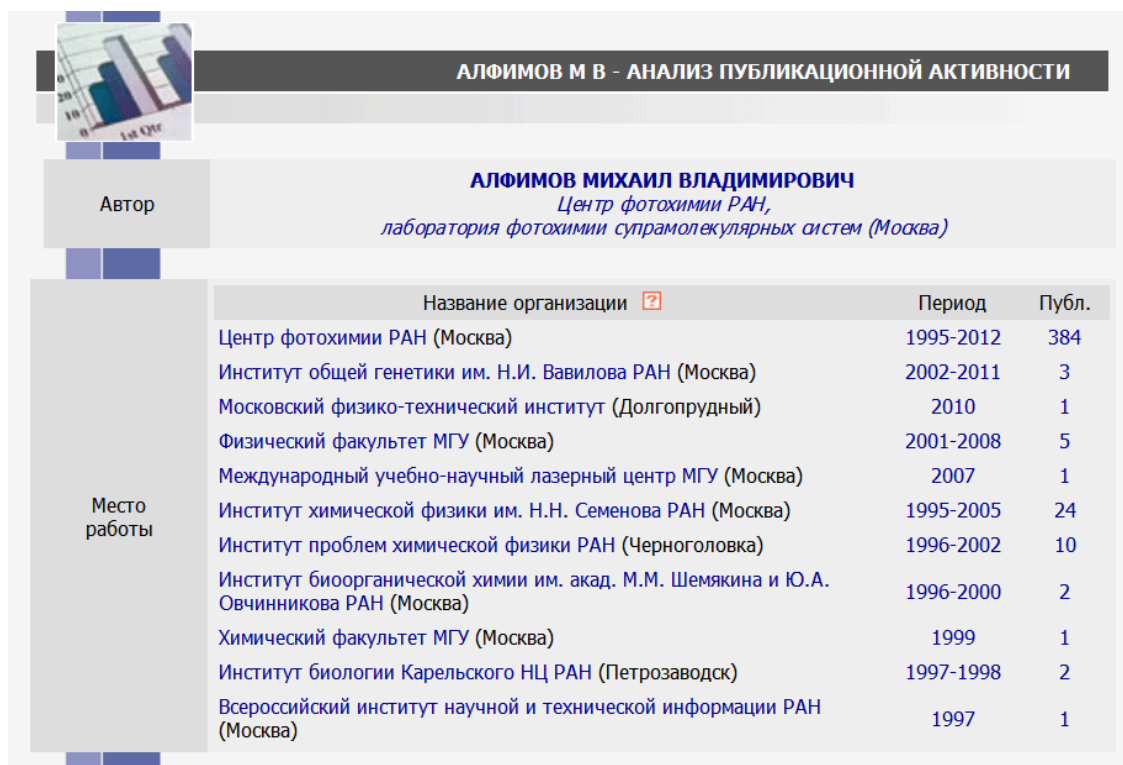 АЛФИМОВ М В - АНАЛИЗ ПУБЛИКАЦИОННОЙ АКТИВНОСТИ
0
20
10
0
1st Qtr
Автор
АЛФИМОВ МИХАИЛ ВЛАДИМИРОВИЧ
Центр фотохимии РАН,
лаборатория фотохимии супрамолекулярных систем (Москва)
Место
работы
Название организации ? Период Публ.
Центр фотохимии РАН (Москва) 1995-2012 384
Институт общей генетики им. Н.И. Вавилова РАН (Москва) 2002-2011 3
Московский физико-технический институт (Долгопрудный) 2010 1
Физический факультет МГУ (Москва) 2001-2008 5
Международный учебно-научный лазерный центр МГУ (Москва) 2007 1
Институт химической физики им. Н.Н. Семенова РАН (Москва) 1995-2005 24
Институт проблем химической физики РАН (Черноголовка) 1996-2002 10
Институт биоорганической химии им. акад. М.М. Шемякина и Ю.А.
Овчинникова РАН (Москва) 1996-2000 2
Химический факультет МГУ (Москва) 1999 1
Институт биологии Карельского НЦ РАН (Петрозаводск) 1997-1998 2
Всероссийский институт научной и технической информации РАН
(Москва) 1997 1